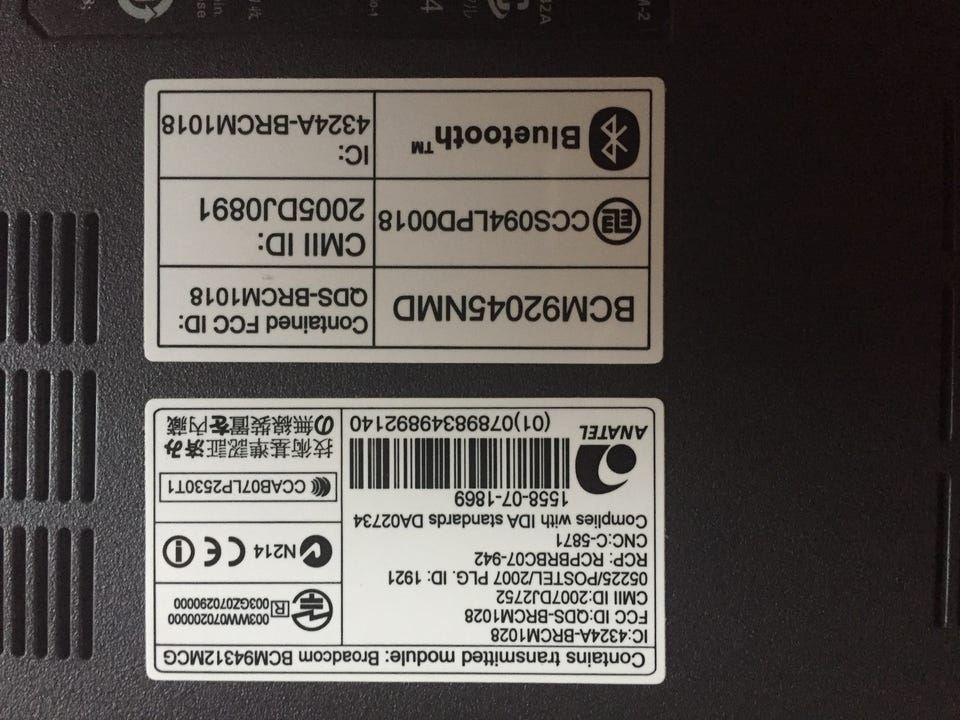 Contains transmitted module: Broadcom BCM94312MCG
IC:4324A-BRCM1028
FCC ID:QDS-BRCM1028
CMII ID:2007DJ2752
05225/POSTEL/2007 PLG. ID: 1921
RCP: RCPBRBC07-942
CNC:C-5871
Complies with IDA standards DA02734
1558-07-1869
ANATEL
(01)07898349892140
R
003WW070200000
003GZ070290000
N214 CE
CCAB07LP2530T1
技術基準認証済み
の無線装置を内蔵
BCM92045NMD
Contained FCC ID:
QDS-BRCM1018
CCS094LPD0018
CMII ID:
2005DJ0891
Bluetooth™
IC:
4324A-BRCM1018